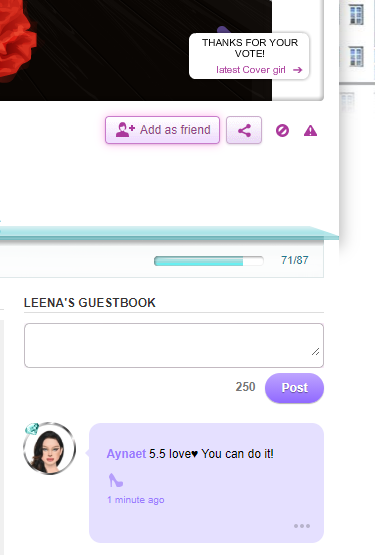 THANKS FOR YOUR
VOTE!
latest Cover girl →
Add as friend
71/87
LEENA'S GUESTBOOK
250
Post
Aynaet 5.5 love♥ You can do it!
1 minute ago